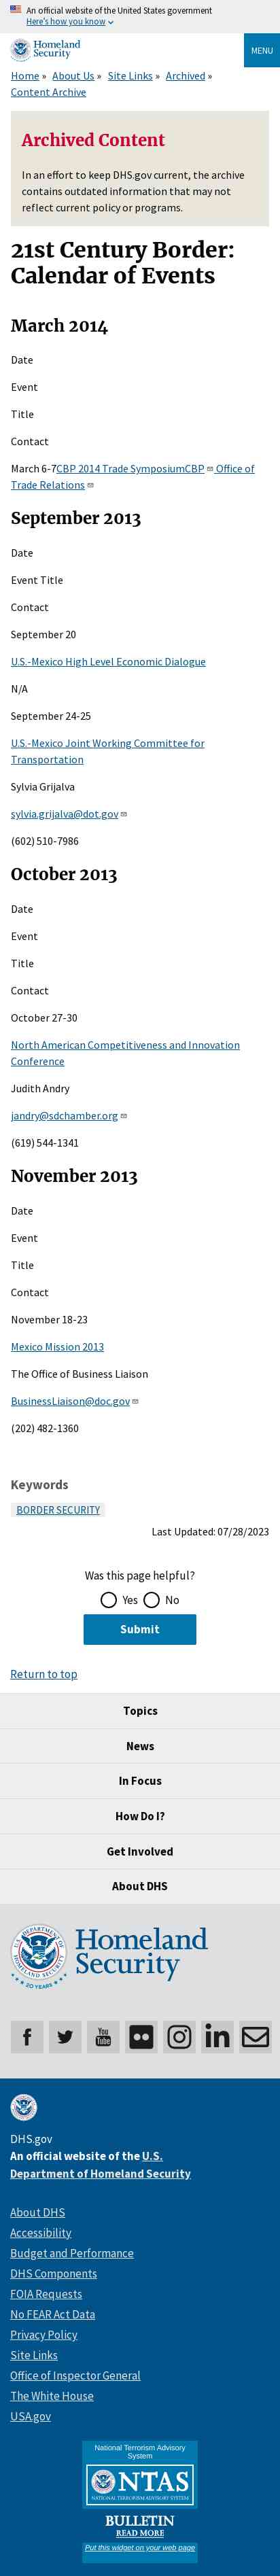 An official website of the United States government
Here's how you know
Homeland
Security
MENU
Home » About Us » Site Links » Archived »
Content Archive
Archived Content
In an effort to keep DHS.gov current, the archive
contains outdated information that may not
reflect current policy or programs.
21st Century Border:
Calendar of Events
March 2014
Date
Event
Title
Contact
March 6-7CBP 2014 Trade SymposiumCBP Office of
Trade Relations
September 2013
Date
Event Title
Contact
September 20
U.S.-Mexico High Level Economic Dialogue
N/A
September 24-25
U.S.-Mexico Joint Working Committee for
Transportation
Sylvia Grijalva
sylvia.grijalva@dot.gov
(602) 510-7986
October 2013
Date
Event
Title
Contact
October 27-30
North American Competitiveness and Innovation
Conference
Judith Andry
jandry@sdchamber.org
(619) 544-1341
November 2013
Date
Event
Title
Contact
November 18-23
Mexico Mission 2013
The Office of Business Liaison
BusinessLiaison@doc.gov
(202) 482-1360
Keywords
BORDER SECURITY
Last Updated: 07/28/2023
Was this page helpful?
Yes No
Submit
Return to top
Topics
News
In Focus
How Do I?
Get Involved
About DHS
Homeland
Security
20 YEARS
You
Tube
in
DHS.gov
An official website of the U.S.
Department of Homeland Security
About DHS
Accessibility
Budget and Performance
DHS Components
FOIA Requests
No FEAR Act Data
Privacy Policy
Site Links
Office of Inspector General
The White House
USA.gov
National Terrorism Advisory
System
NTAS
NATIONAL TERRORISM ADVISORY SYSTEM
BULLETIN
READ MORE
Put this widget on your web page